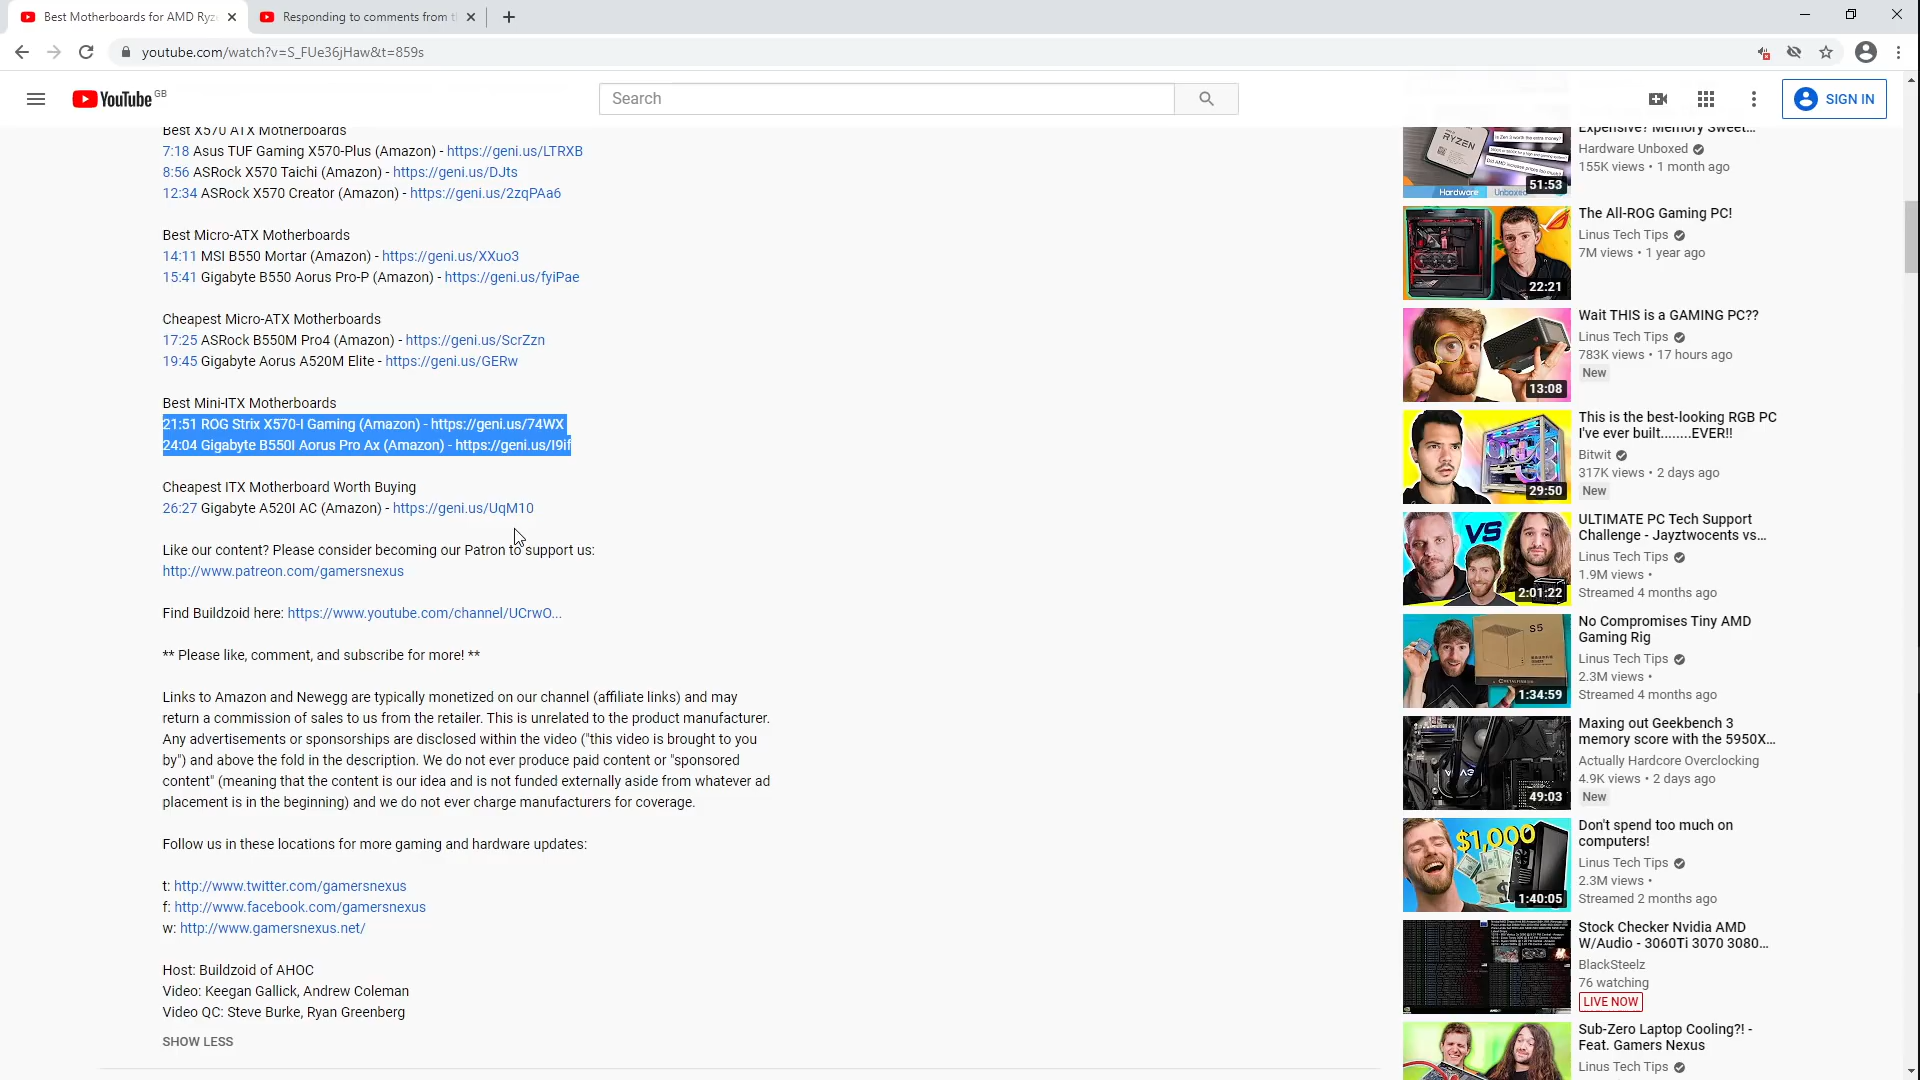 Best Motherboards for AMD Ryz
Responding to comments from t
youtube.com/watch?v=S_FUe36jHaw&t=859s
YouTube GB
Search
SIGN IN
Best X570 ATX Motherboards
7:18 Asus TUF Gaming X570-Plus (Amazon) - https://geni.us/LTRXB
8:56 ASRock X570 Taichi (Amazon) - https://geni.us/DJts
12:34 ASRock X570 Creator (Amazon) - https://geni.us/2zqPAa6
Best Micro-ATX Motherboards
14:11 MSI B550 Mortar (Amazon) - https://geni.us/XXuo3
15:41 Gigabyte B550 Aorus Pro-P (Amazon) - https://geni.us/fyiPae
Cheapest Micro-ATX Motherboards
17:25 ASRock B550M Pro4 (Amazon) - https://geni.us/ScrZzn
19:45 Gigabyte Aorus A520M Elite - https://geni.us/GERw
Best Mini-ITX Motherboards
21:51 ROG Strix X570-I Gaming (Amazon) - https://geni.us/74WX
24:04 Gigabyte B550I Aorus Pro Ax (Amazon) - https://geni.us/I9if
Cheapest ITX Motherboard Worth Buying
26:27 Gigabyte A520I AC (Amazon) - https://geni.us/UqM10
Like our content? Please consider becoming our Patron to support us:
http://www.patreon.com/gamersnexus
Find Buildzoid here: https://www.youtube.com/channel/UCrwO...
** Please like, comment, and subscribe for more! **
Links to Amazon and Newegg are typically monetized on our channel (affiliate links) and may
return a commission of sales to us from the retailer. This is unrelated to the product manufacturer.
Any advertisements or sponsorships are disclosed within the video ("this video is brought to you
by") and above the fold in the description. We do not ever produce paid content or "sponsored
content" (meaning that the content is our idea and is not funded externally aside from whatever ad
placement is in the beginning) and we do not ever charge manufacturers for coverage.
Follow us in these locations for more gaming and hardware updates:
t: http://www.twitter.com/gamersnexus
f: http://www.facebook.com/gamersnexus
w: http://www.gamersnexus.net/
Host: Buildzoid of AHOC
Video: Keegan Gallick, Andrew Coleman
Video QC: Steve Burke, Ryan Greenberg
SHOW LESS
RYZEN
Hardware Unboxed
51:53
Expensive? Memory Sweet...
Hardware Unboxed
155K views • 1 month ago
22:21
The All-ROG Gaming PC!
Linus Tech Tips
7M views • 1 year ago
13:08
Wait THIS is a GAMING PC??
Linus Tech Tips
783K views • 17 hours ago
New
29:50
This is the best-looking RGB PC
I've ever built........EVER!!
Bitwit
317K views • 2 days ago
New
VS
2:01:22
ULTIMATE PC Tech Support
Challenge - Jayztwocents vs...
Linus Tech Tips
1.9M views •
Streamed 4 months ago
S5
1:34:59
No Compromises Tiny AMD
Gaming Rig
Linus Tech Tips
2.3M views •
Streamed 4 months ago
49:03
Maxing out Geekbench 3
memory score with the 5950X...
Actually Hardcore Overclocking
4.9K views • 2 days ago
New
$1,000
1:40:05
Don't spend too much on
computers!
Linus Tech Tips
2.3M views •
Streamed 2 months ago
Stock Checker Nvidia AMD
W/Audio - 3060Ti 3070 3080...
BlackSteelz
76 watching
LIVE NOW
Sub-Zero Laptop Cooling?! -
Feat. Gamers Nexus
Linus Tech Tips